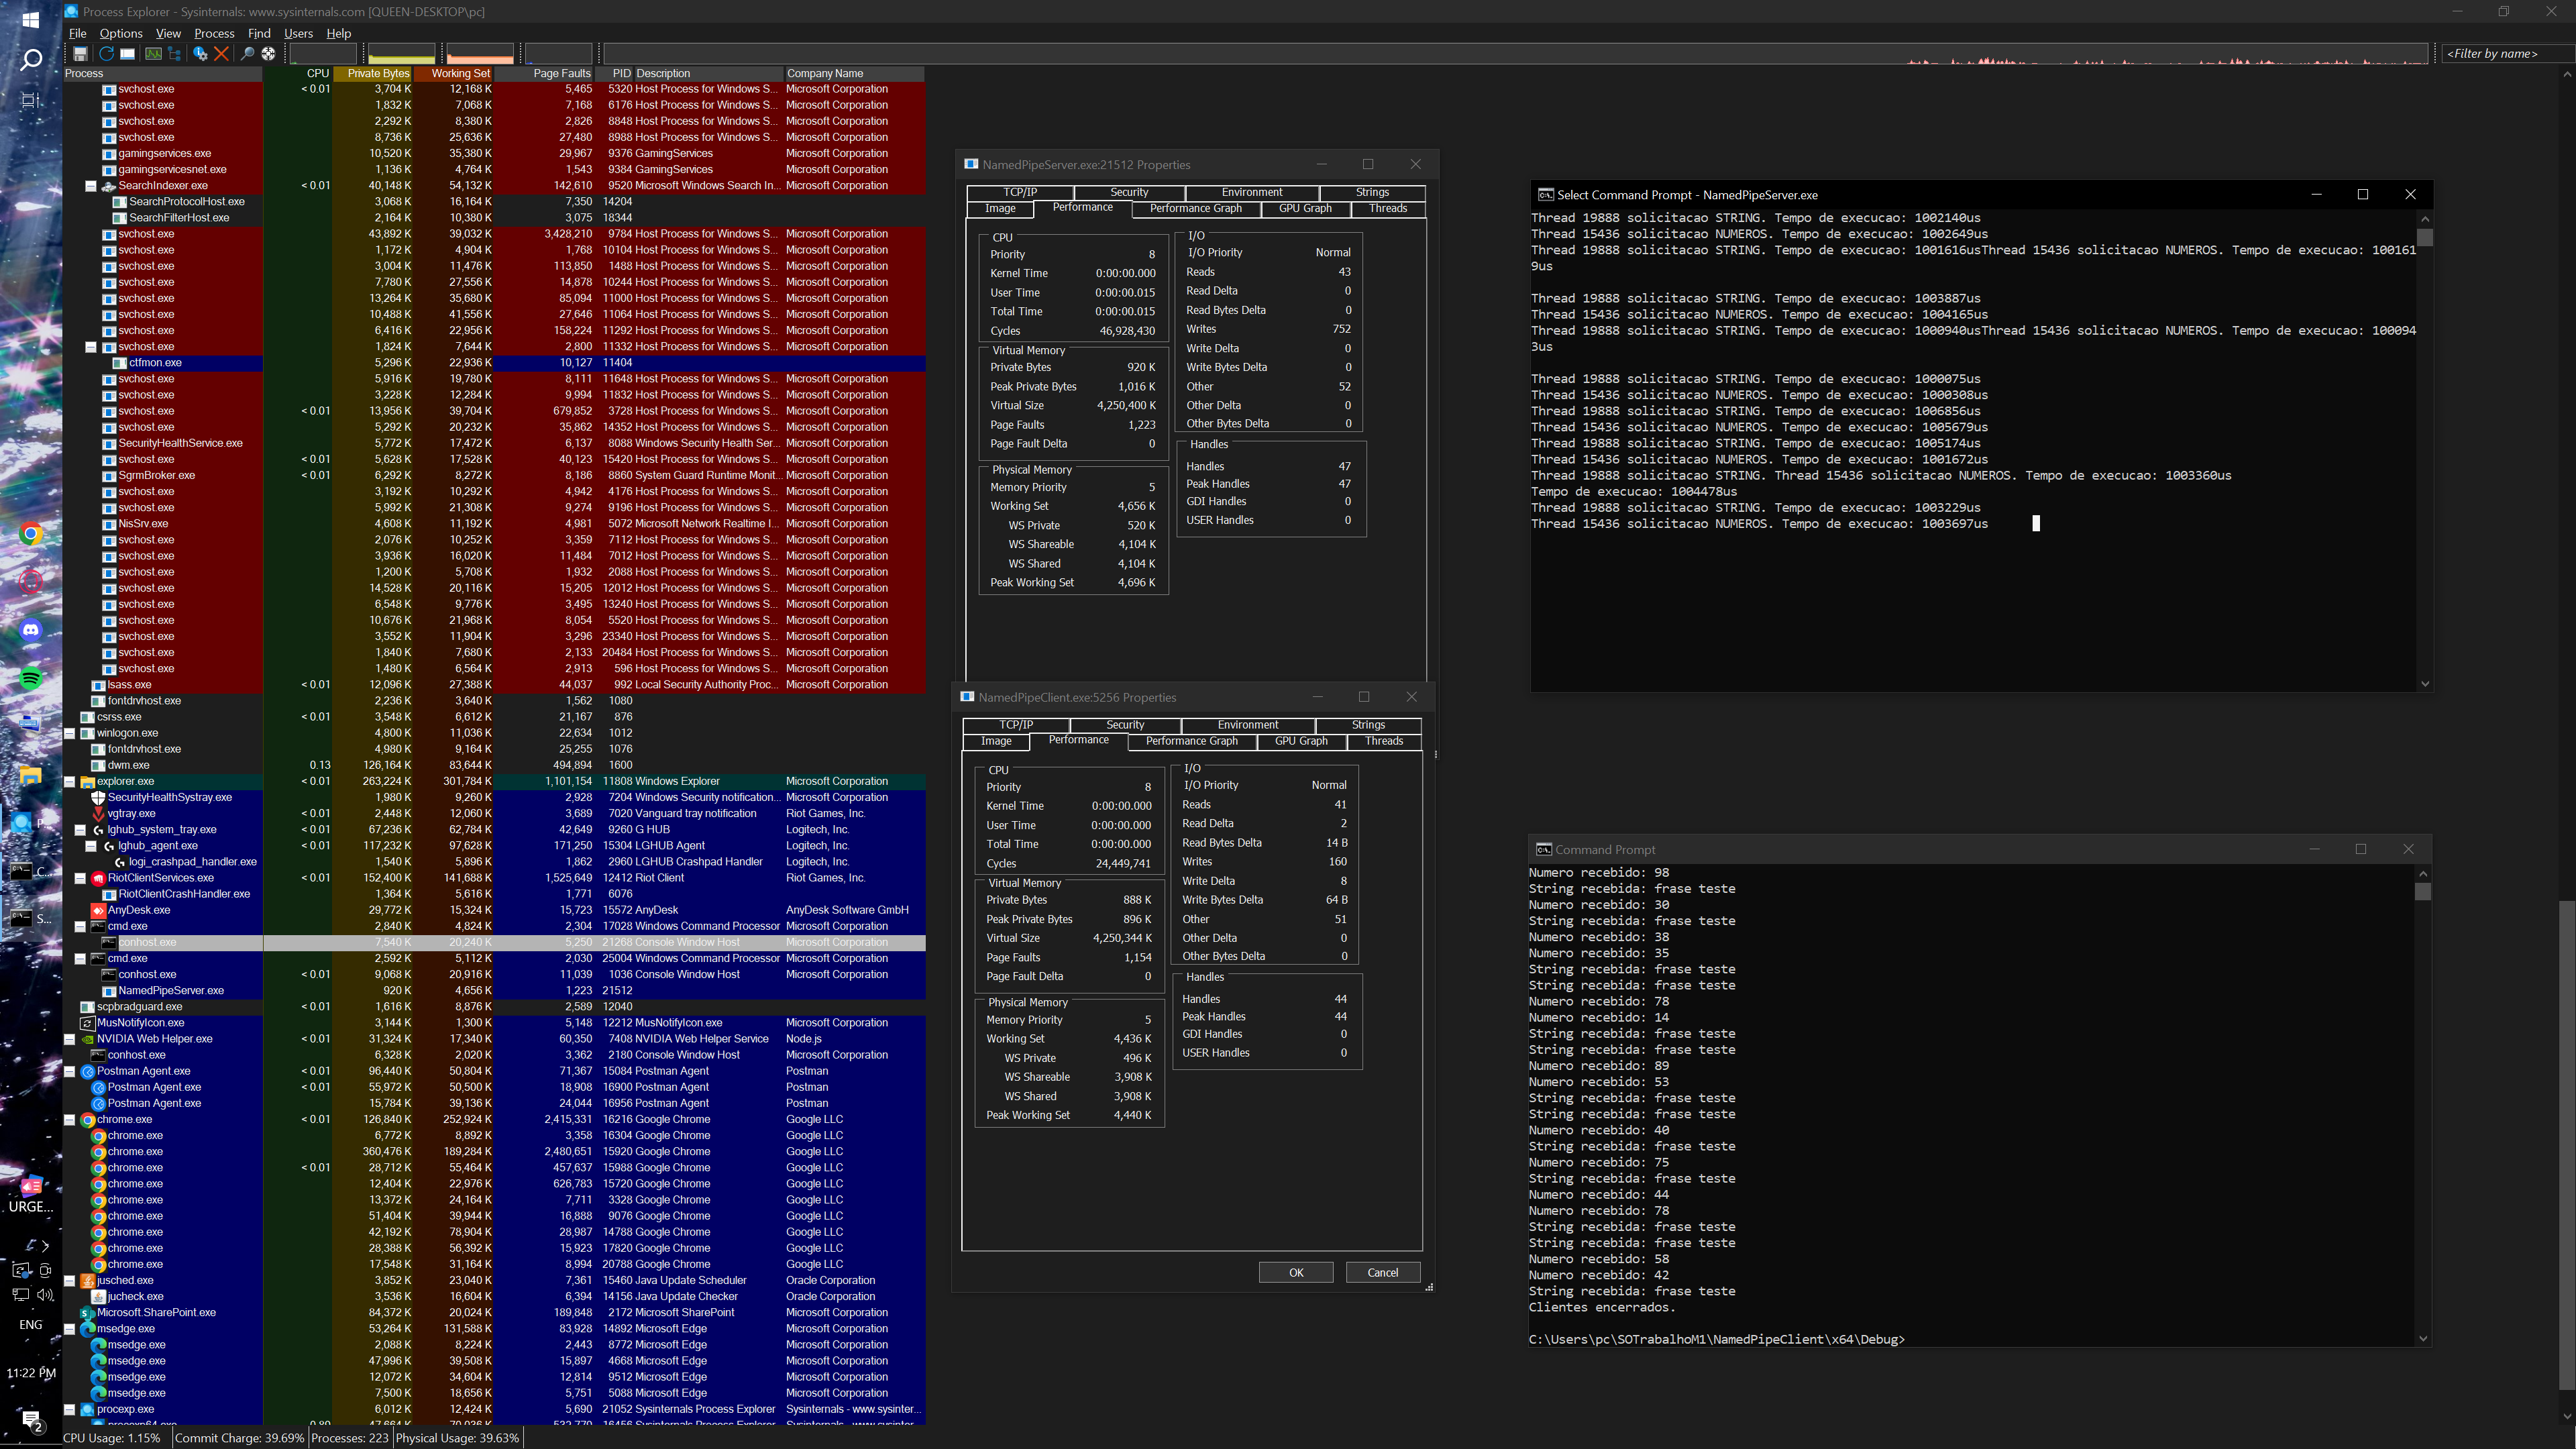 Process Explorer - Sysinternals: www.sysinternals.com [QUEEN-DESKTOP\pc]
File Options View Process Find Users Help
<Filter by name>
Process CPU Private Bytes Working Set Page Faults PID Description Company Name
svchost.exe < 0.01 3,704 K 12,168 K 5,465 5320 Host Process for Windows S... Microsoft Corporation
svchost.exe 1,832 K 7,068 K 7,168 6176 Host Process for Windows S... Microsoft Corporation
svchost.exe 2,292 K 8,380 K 2,826 8848 Host Process for Windows S... Microsoft Corporation
svchost.exe 8,736 K 25,636 K 27,480 8988 Host Process for Windows S... Microsoft Corporation
gamingservices.exe 10,520 K 35,380 K 29,967 9376 GamingServices Microsoft Corporation
gamingservicesnet.exe 1,136 K 4,764 K 1,543 9384 GamingServices Microsoft Corporation
SearchIndexer.exe < 0.01 40,148 K 54,132 K 142,610 9520 Microsoft Windows Search In... Microsoft Corporation
SearchProtocolHost.exe 3,068 K 16,164 K 7,350 14204
SearchFilterHost.exe 2,164 K 10,380 K 3,075 18344
svchost.exe 43,892 K 39,032 K 3,428,210 9784 Host Process for Windows S... Microsoft Corporation
svchost.exe 1,172 K 4,904 K 1,768 10104 Host Process for Windows S... Microsoft Corporation
svchost.exe 3,004 K 11,476 K 113,850 1488 Host Process for Windows S... Microsoft Corporation
svchost.exe 7,780 K 27,556 K 14,878 10244 Host Process for Windows S... Microsoft Corporation
svchost.exe 13,264 K 35,680 K 85,094 11000 Host Process for Windows S... Microsoft Corporation
svchost.exe 10,488 K 41,556 K 27,646 11064 Host Process for Windows S... Microsoft Corporation
svchost.exe 6,416 K 22,956 K 158,224 11292 Host Process for Windows S... Microsoft Corporation
svchost.exe 1,824 K 7,644 K 2,800 11332 Host Process for Windows S... Microsoft Corporation
ctfmon.exe 5,296 K 22,936 K 10,127 11404
svchost.exe 5,916 K 19,780 K 8,111 11648 Host Process for Windows S... Microsoft Corporation
svchost.exe 3,228 K 12,284 K 9,994 11832 Host Process for Windows S... Microsoft Corporation
svchost.exe < 0.01 13,956 K 39,704 K 679,852 3728 Host Process for Windows S... Microsoft Corporation
svchost.exe 5,292 K 20,232 K 35,862 14352 Host Process for Windows S... Microsoft Corporation
SecurityHealthService.exe 5,772 K 17,472 K 6,137 8088 Windows Security Health Ser... Microsoft Corporation
svchost.exe < 0.01 5,628 K 17,528 K 40,123 15420 Host Process for Windows S... Microsoft Corporation
SgrmBroker.exe < 0.01 6,292 K 8,272 K 8,186 8860 System Guard Runtime Monit... Microsoft Corporation
svchost.exe 3,192 K 10,292 K 4,942 4176 Host Process for Windows S... Microsoft Corporation
svchost.exe 5,992 K 21,308 K 9,274 9196 Host Process for Windows S... Microsoft Corporation
NisSrv.exe 4,608 K 11,192 K 4,981 5072 Microsoft Network Realtime I... Microsoft Corporation
svchost.exe 2,076 K 10,252 K 3,359 7112 Host Process for Windows S... Microsoft Corporation
svchost.exe 3,936 K 16,020 K 11,484 7012 Host Process for Windows S... Microsoft Corporation
svchost.exe 1,200 K 5,708 K 1,932 2088 Host Process for Windows S... Microsoft Corporation
svchost.exe 14,528 K 20,116 K 15,205 12012 Host Process for Windows S... Microsoft Corporation
svchost.exe 6,548 K 9,776 K 3,495 13240 Host Process for Windows S... Microsoft Corporation
svchost.exe 10,676 K 21,968 K 8,054 5520 Host Process for Windows S... Microsoft Corporation
svchost.exe 3,552 K 11,904 K 3,296 23340 Host Process for Windows S... Microsoft Corporation
svchost.exe 1,840 K 7,680 K 2,133 20484 Host Process for Windows S... Microsoft Corporation
svchost.exe 1,480 K 6,564 K 2,913 596 Host Process for Windows S... Microsoft Corporation
lsass.exe < 0.01 12,096 K 27,388 K 44,037 992 Local Security Authority Proc... Microsoft Corporation
fontdrvhost.exe 2,236 K 3,640 K 1,562 1080
csrss.exe < 0.01 3,548 K 6,612 K 21,167 876
winlogon.exe 4,800 K 11,036 K 22,634 1012
fontdrvhost.exe 4,980 K 9,164 K 25,255 1076
dwm.exe 0.13 126,164 K 83,644 K 494,894 1600
explorer.exe < 0.01 263,224 K 301,784 K 1,101,154 11808 Windows Explorer Microsoft Corporation
SecurityHealthSystray.exe 1,980 K 9,260 K 2,928 7204 Windows Security notification... Microsoft Corporation
vgtray.exe < 0.01 2,448 K 12,060 K 3,689 7020 Vanguard tray notification Riot Games, Inc.
lghub_system_tray.exe < 0.01 67,236 K 62,784 K 42,649 9260 G HUB Logitech, Inc.
lghub_agent.exe < 0.01 117,232 K 97,628 K 171,250 15304 LGHUB Agent Logitech, Inc.
logi_crashpad_handler.exe 1,540 K 5,896 K 1,862 2960 LGHUB Crashpad Handler Logitech, Inc.
RiotClientServices.exe < 0.01 152,400 K 141,688 K 1,525,649 12412 Riot Client Riot Games, Inc.
RiotClientCrashHandler.exe 1,364 K 5,616 K 1,771 6076
AnyDesk.exe 29,772 K 15,324 K 15,723 15572 AnyDesk AnyDesk Software GmbH
cmd.exe 2,840 K 4,824 K 2,304 17028 Windows Command Processor Microsoft Corporation
conhost.exe 7,540 K 20,240 K 5,250 21268 Console Window Host Microsoft Corporation
cmd.exe 2,592 K 5,112 K 2,030 25004 Windows Command Processor Microsoft Corporation
conhost.exe < 0.01 9,068 K 20,916 K 11,039 1036 Console Window Host Microsoft Corporation
NamedPipeServer.exe 920 K 4,656 K 1,223 21512
scpbradguard.exe < 0.01 1,616 K 8,876 K 2,589 12040
MusNotifyIcon.exe 3,144 K 1,300 K 5,148 12212 MusNotifyIcon.exe Microsoft Corporation
NVIDIA Web Helper.exe < 0.01 31,324 K 17,340 K 60,350 7408 NVIDIA Web Helper Service Node.js
conhost.exe 6,328 K 2,020 K 3,362 2180 Console Window Host Microsoft Corporation
Postman Agent.exe < 0.01 96,440 K 50,804 K 71,367 15084 Postman Agent Postman
Postman Agent.exe < 0.01 55,972 K 50,500 K 18,908 16900 Postman Agent Postman
Postman Agent.exe 15,784 K 39,136 K 24,044 16956 Postman Agent Postman
chrome.exe < 0.01 126,840 K 252,924 K 2,415,331 16216 Google Chrome Google LLC
chrome.exe 6,772 K 8,892 K 3,358 16304 Google Chrome Google LLC
chrome.exe 360,476 K 189,284 K 2,480,651 15920 Google Chrome Google LLC
chrome.exe < 0.01 28,712 K 55,464 K 457,637 15988 Google Chrome Google LLC
chrome.exe 12,404 K 22,976 K 626,783 15720 Google Chrome Google LLC
chrome.exe 13,372 K 24,164 K 7,711 3328 Google Chrome Google LLC
chrome.exe 51,404 K 39,944 K 16,888 9076 Google Chrome Google LLC
chrome.exe 42,192 K 78,904 K 28,987 14788 Google Chrome Google LLC
chrome.exe 28,388 K 56,392 K 15,923 17820 Google Chrome Google LLC
chrome.exe 17,548 K 31,164 K 8,994 20788 Google Chrome Google LLC
jusched.exe 3,852 K 23,040 K 7,361 15460 Java Update Scheduler Oracle Corporation
jucheck.exe 3,536 K 16,604 K 6,394 14156 Java Update Checker Oracle Corporation
Microsoft.SharePoint.exe 84,372 K 20,024 K 189,848 2172 Microsoft SharePoint Microsoft Corporation
msedge.exe 53,264 K 131,588 K 83,928 14892 Microsoft Edge Microsoft Corporation
msedge.exe 2,088 K 8,224 K 2,443 8772 Microsoft Edge Microsoft Corporation
msedge.exe 47,996 K 39,508 K 15,897 4668 Microsoft Edge Microsoft Corporation
msedge.exe 12,072 K 34,604 K 12,814 9512 Microsoft Edge Microsoft Corporation
msedge.exe 7,500 K 18,656 K 5,751 5088 Microsoft Edge Microsoft Corporation
procexp.exe 6,012 K 12,424 K 5,690 21052 Sysinternals Process Explorer Sysinternals - www.sysinter...
CPU Usage: 1.15% Commit Charge: 39.69% Processes: 223 Physical Usage: 39.63%
NamedPipeServer.exe:21512 Properties
TCP/IP Security Environment Strings
Image Performance Performance Graph GPU Graph Threads
CPU
Priority 8
Kernel Time 0:00:00.000
User Time 0:00:00.015
Total Time 0:00:00.015
Cycles 46,928,430
Virtual Memory
Private Bytes 920 K
Peak Private Bytes 1,016 K
Virtual Size 4,250,400 K
Page Faults 1,223
Page Fault Delta 0
Physical Memory
Memory Priority 5
Working Set 4,656 K
WS Private 520 K
WS Shareable 4,104 K
WS Shared 4,104 K
Peak Working Set 4,696 K
I/O
I/O Priority Normal
Reads 43
Read Delta 0
Read Bytes Delta 0
Writes 752
Write Delta 0
Write Bytes Delta 0
Other 52
Other Delta 0
Other Bytes Delta 0
Handles
Handles 47
Peak Handles 47
GDI Handles 0
USER Handles 0
NamedPipeClient.exe:5256 Properties
TCP/IP Security Environment Strings
Image Performance Performance Graph GPU Graph Threads
CPU
Priority 8
Kernel Time 0:00:00.000
User Time 0:00:00.000
Total Time 0:00:00.000
Cycles 24,449,741
Virtual Memory
Private Bytes 888 K
Peak Private Bytes 896 K
Virtual Size 4,250,344 K
Page Faults 1,154
Page Fault Delta 0
Physical Memory
Memory Priority 5
Working Set 4,436 K
WS Private 496 K
WS Shareable 3,908 K
WS Shared 3,908 K
Peak Working Set 4,440 K
I/O
I/O Priority Normal
Reads 41
Read Delta 2
Read Bytes Delta 14 B
Writes 160
Write Delta 8
Write Bytes Delta 64 B
Other 51
Other Delta 0
Other Bytes Delta 0
Handles
Handles 44
Peak Handles 44
GDI Handles 0
USER Handles 0
OK Cancel
Select Command Prompt - NamedPipeServer.exe
Thread 19888 solicitacao STRING. Tempo de execucao: 1002140us
Thread 15436 solicitacao NUMEROS. Tempo de execucao: 1002649us
Thread 19888 solicitacao STRING. Tempo de execucao: 1001616usThread 15436 solicitacao NUMEROS. Tempo de execucao: 100161
9us
Thread 19888 solicitacao STRING. Tempo de execucao: 1003887us
Thread 15436 solicitacao NUMEROS. Tempo de execucao: 1004165us
Thread 19888 solicitacao STRING. Tempo de execucao: 1000940usThread 15436 solicitacao NUMEROS. Tempo de execucao: 100094
3us
Thread 19888 solicitacao STRING. Tempo de execucao: 1000075us
Thread 15436 solicitacao NUMEROS. Tempo de execucao: 1000308us
Thread 19888 solicitacao STRING. Tempo de execucao: 1006856us
Thread 15436 solicitacao NUMEROS. Tempo de execucao: 1005679us
Thread 19888 solicitacao STRING. Tempo de execucao: 1005174us
Thread 15436 solicitacao NUMEROS. Tempo de execucao: 1001672us
Thread 19888 solicitacao STRING. Thread 15436 solicitacao NUMEROS. Tempo de execucao: 1003360us
Tempo de execucao: 1004478us
Thread 19888 solicitacao STRING. Tempo de execucao: 1003229us
Thread 15436 solicitacao NUMEROS. Tempo de execucao: 1003697us
Command Prompt
Numero recebido: 98
String recebida: frase teste
Numero recebido: 30
String recebida: frase teste
Numero recebido: 38
Numero recebido: 35
String recebida: frase teste
String recebida: frase teste
Numero recebido: 78
Numero recebido: 14
String recebida: frase teste
String recebida: frase teste
Numero recebido: 89
Numero recebido: 53
String recebida: frase teste
String recebida: frase teste
Numero recebido: 40
String recebida: frase teste
Numero recebido: 75
String recebida: frase teste
Numero recebido: 44
Numero recebido: 78
String recebida: frase teste
String recebida: frase teste
Numero recebido: 58
Numero recebido: 42
String recebida: frase teste
Clientes encerrados.
C:\Users\pc\SOTrabalhoM1\NamedPipeClient\x64\Debug>
P...
C...
S...
URGE...
ENG
11:22 PM
2